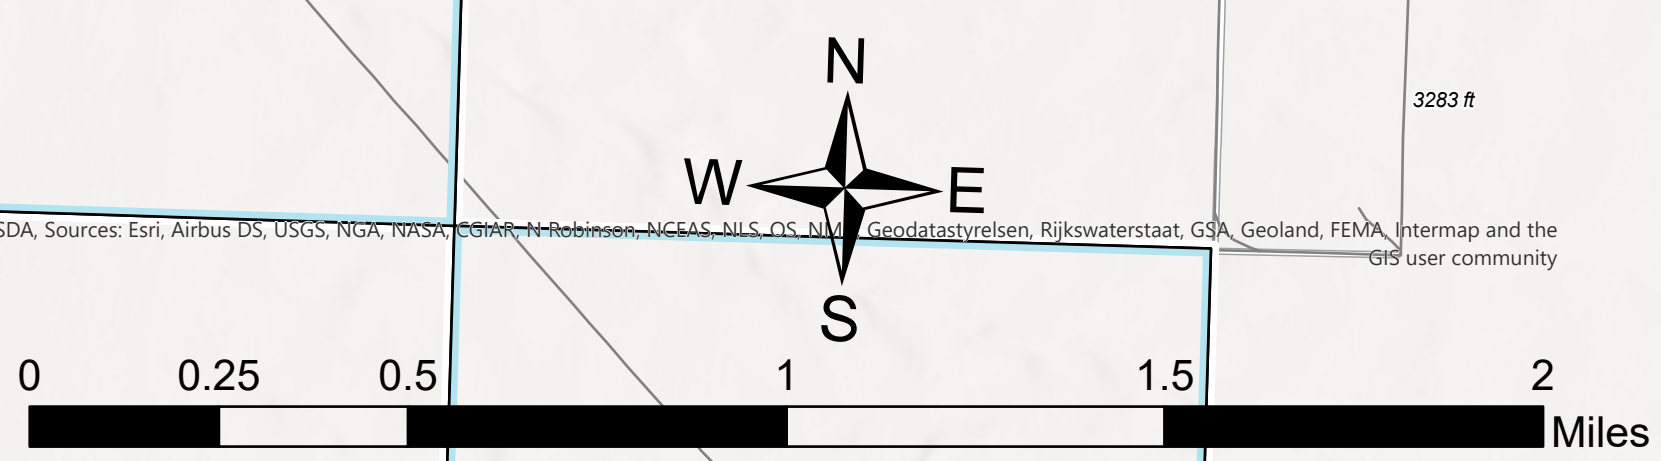 N
3283 ft
W E
SDA, Sources: Esri, Airbus DS, USGS, NGA, NASA, CGIAR, N Robinson, NCEAS, NLS, OS, NMA, Geodatastyrelsen, Rijkswaterstaat, GSA, Geoland, FEMA, Intermap and the
GIS user community
S
0 0.25 0.5 1 1.5 2
Miles